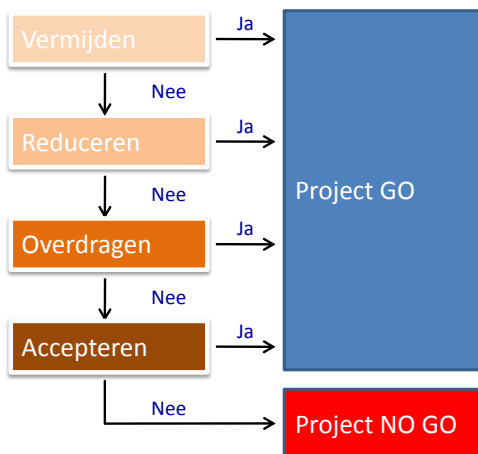 Vermijden
Ja
Nee
Reduceren
Ja
Project GO
Nee
Overdragen
Ja
Nee
Accepteren
Ja
Nee
Project NO GO